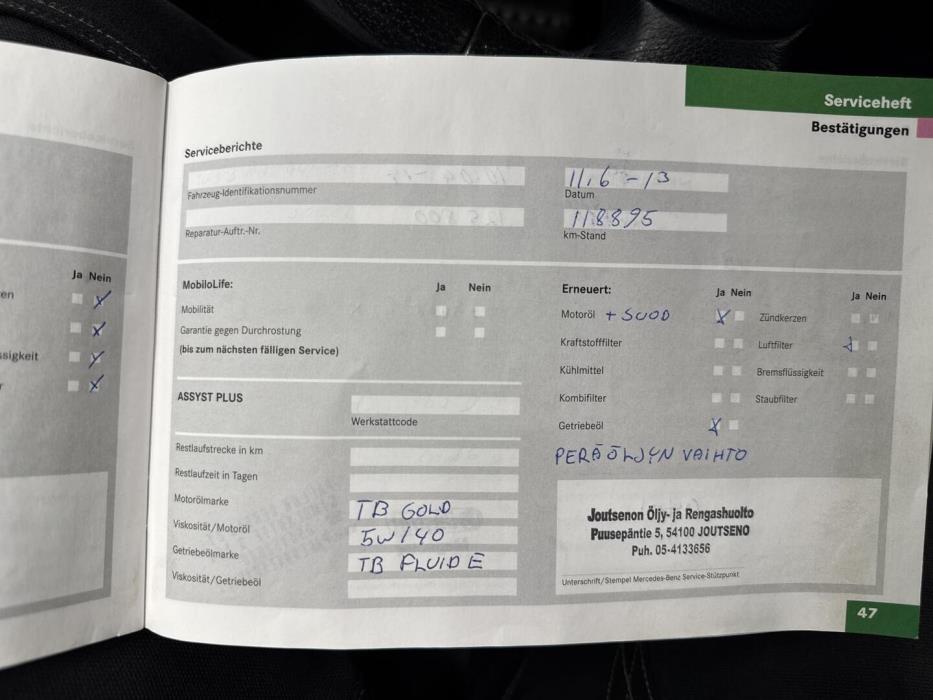 Serviceheft
Bestätigungen
Serviceberichte
Fahrzeug-Identifikationsnummer
11.6-13
Datum
Reparatur-Auftr.-Nr.
118895
km-Stand
Ja Nein
en
ssigkeit
r
MobiloLife: Ja Nein
Mobilität
Garantie gegen Durchrostung
(bis zum nächsten fälligen Service)
ASSYST PLUS
Werkstattcode
Restlaufstrecke in km
Restlaufzeit in Tagen
Motorölmarke TB GOLD
Viskosität/Motoröl 5W/40
Getriebeölmarke TB FLUID E
Viskosität/Getriebeöl
Erneuert: Ja Nein Ja Nein
Motoröl + SUOD X Zündkerzen
Kraftstofffilter Luftfilter
Kühlmittel Bremsflüssigkeit
Kombifilter Staubfilter
Getriebeöl X
PERÄÖLJYN VAIHTO
Joutsenon Öljy- ja Rengashuolto
Puusepäntie 5, 54100 JOUTSENO
Puh. 05-4133656
Unterschrift/Stempel Mercedes-Benz Service-Stützpunkt
47